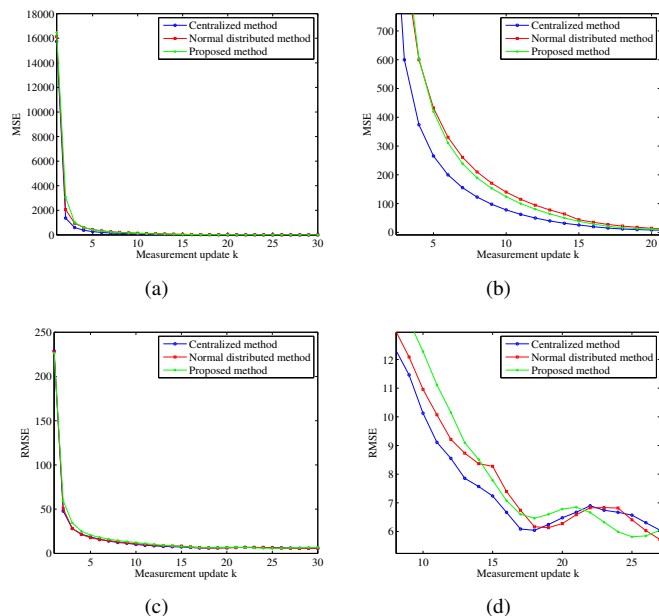 18000
16000
14000
12000
10000
8000
6000
4000
2000
0
MSE
Centralized method
Normal distributed method
Proposed method
5 10 15 20 25 30
Measurement update k
(a)
700
600
500
400
300
200
100
0
MSE
Centralized method
Normal distributed method
Proposed method
5 10 15 20
Measurement update k
(b)
250
200
150
100
50
0
RMSE
Centralized method
Normal distributed method
Proposed method
5 10 15 20 25 30
Measurement update k
(c)
12
11
10
9
8
7
6
RMSE
Centralized method
Normal distributed method
Proposed method
10 15 20 25
Measurement update k
(d)